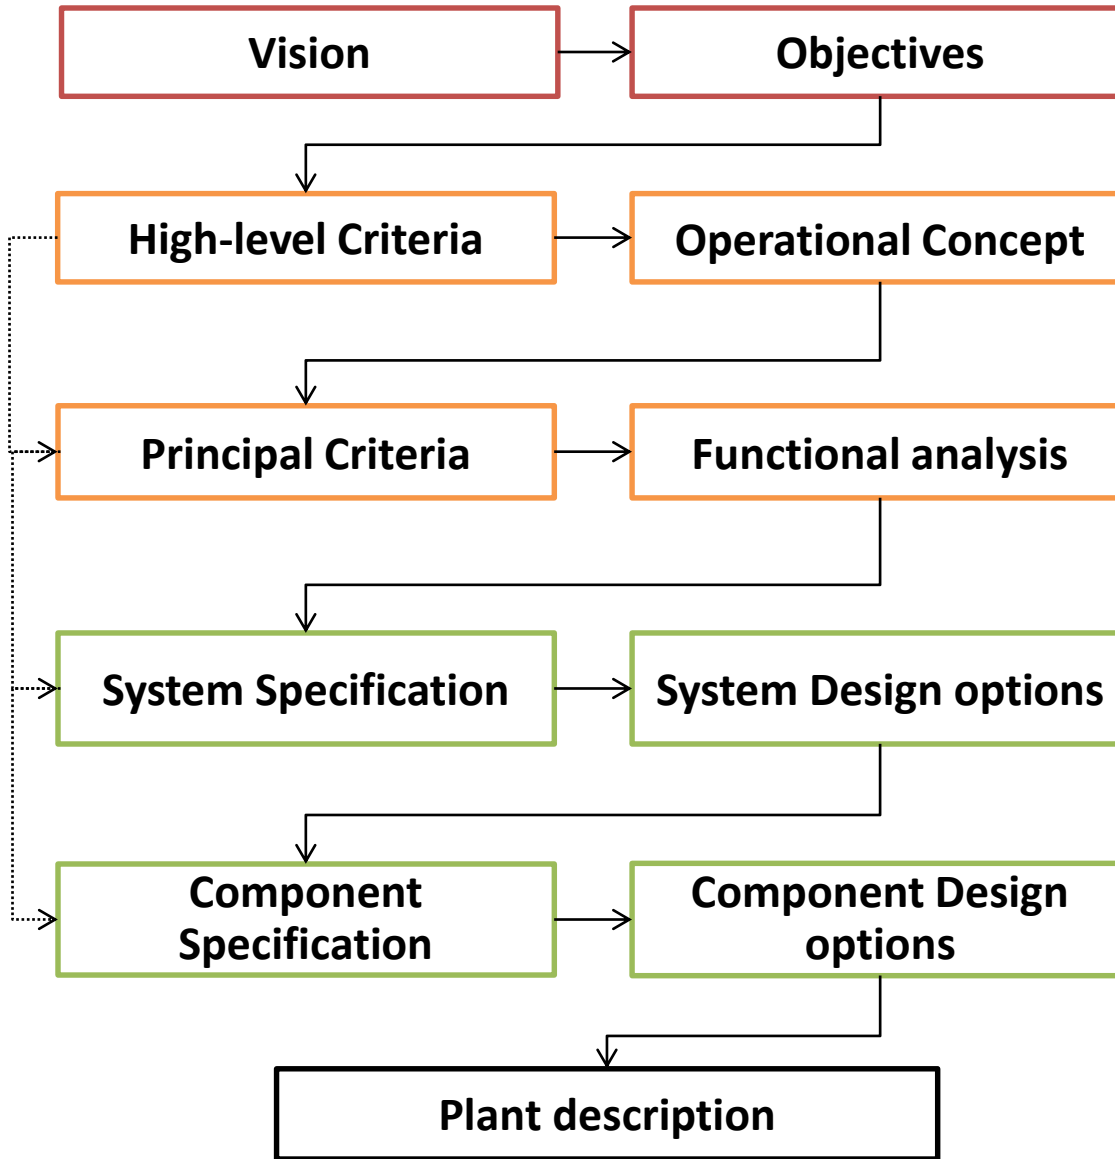 Vision
Objectives
High-level Criteria
Operational Concept
Principal Criteria
Functional analysis
System Specification
System Design options
Component
Specification
Component Design
options
Plant description